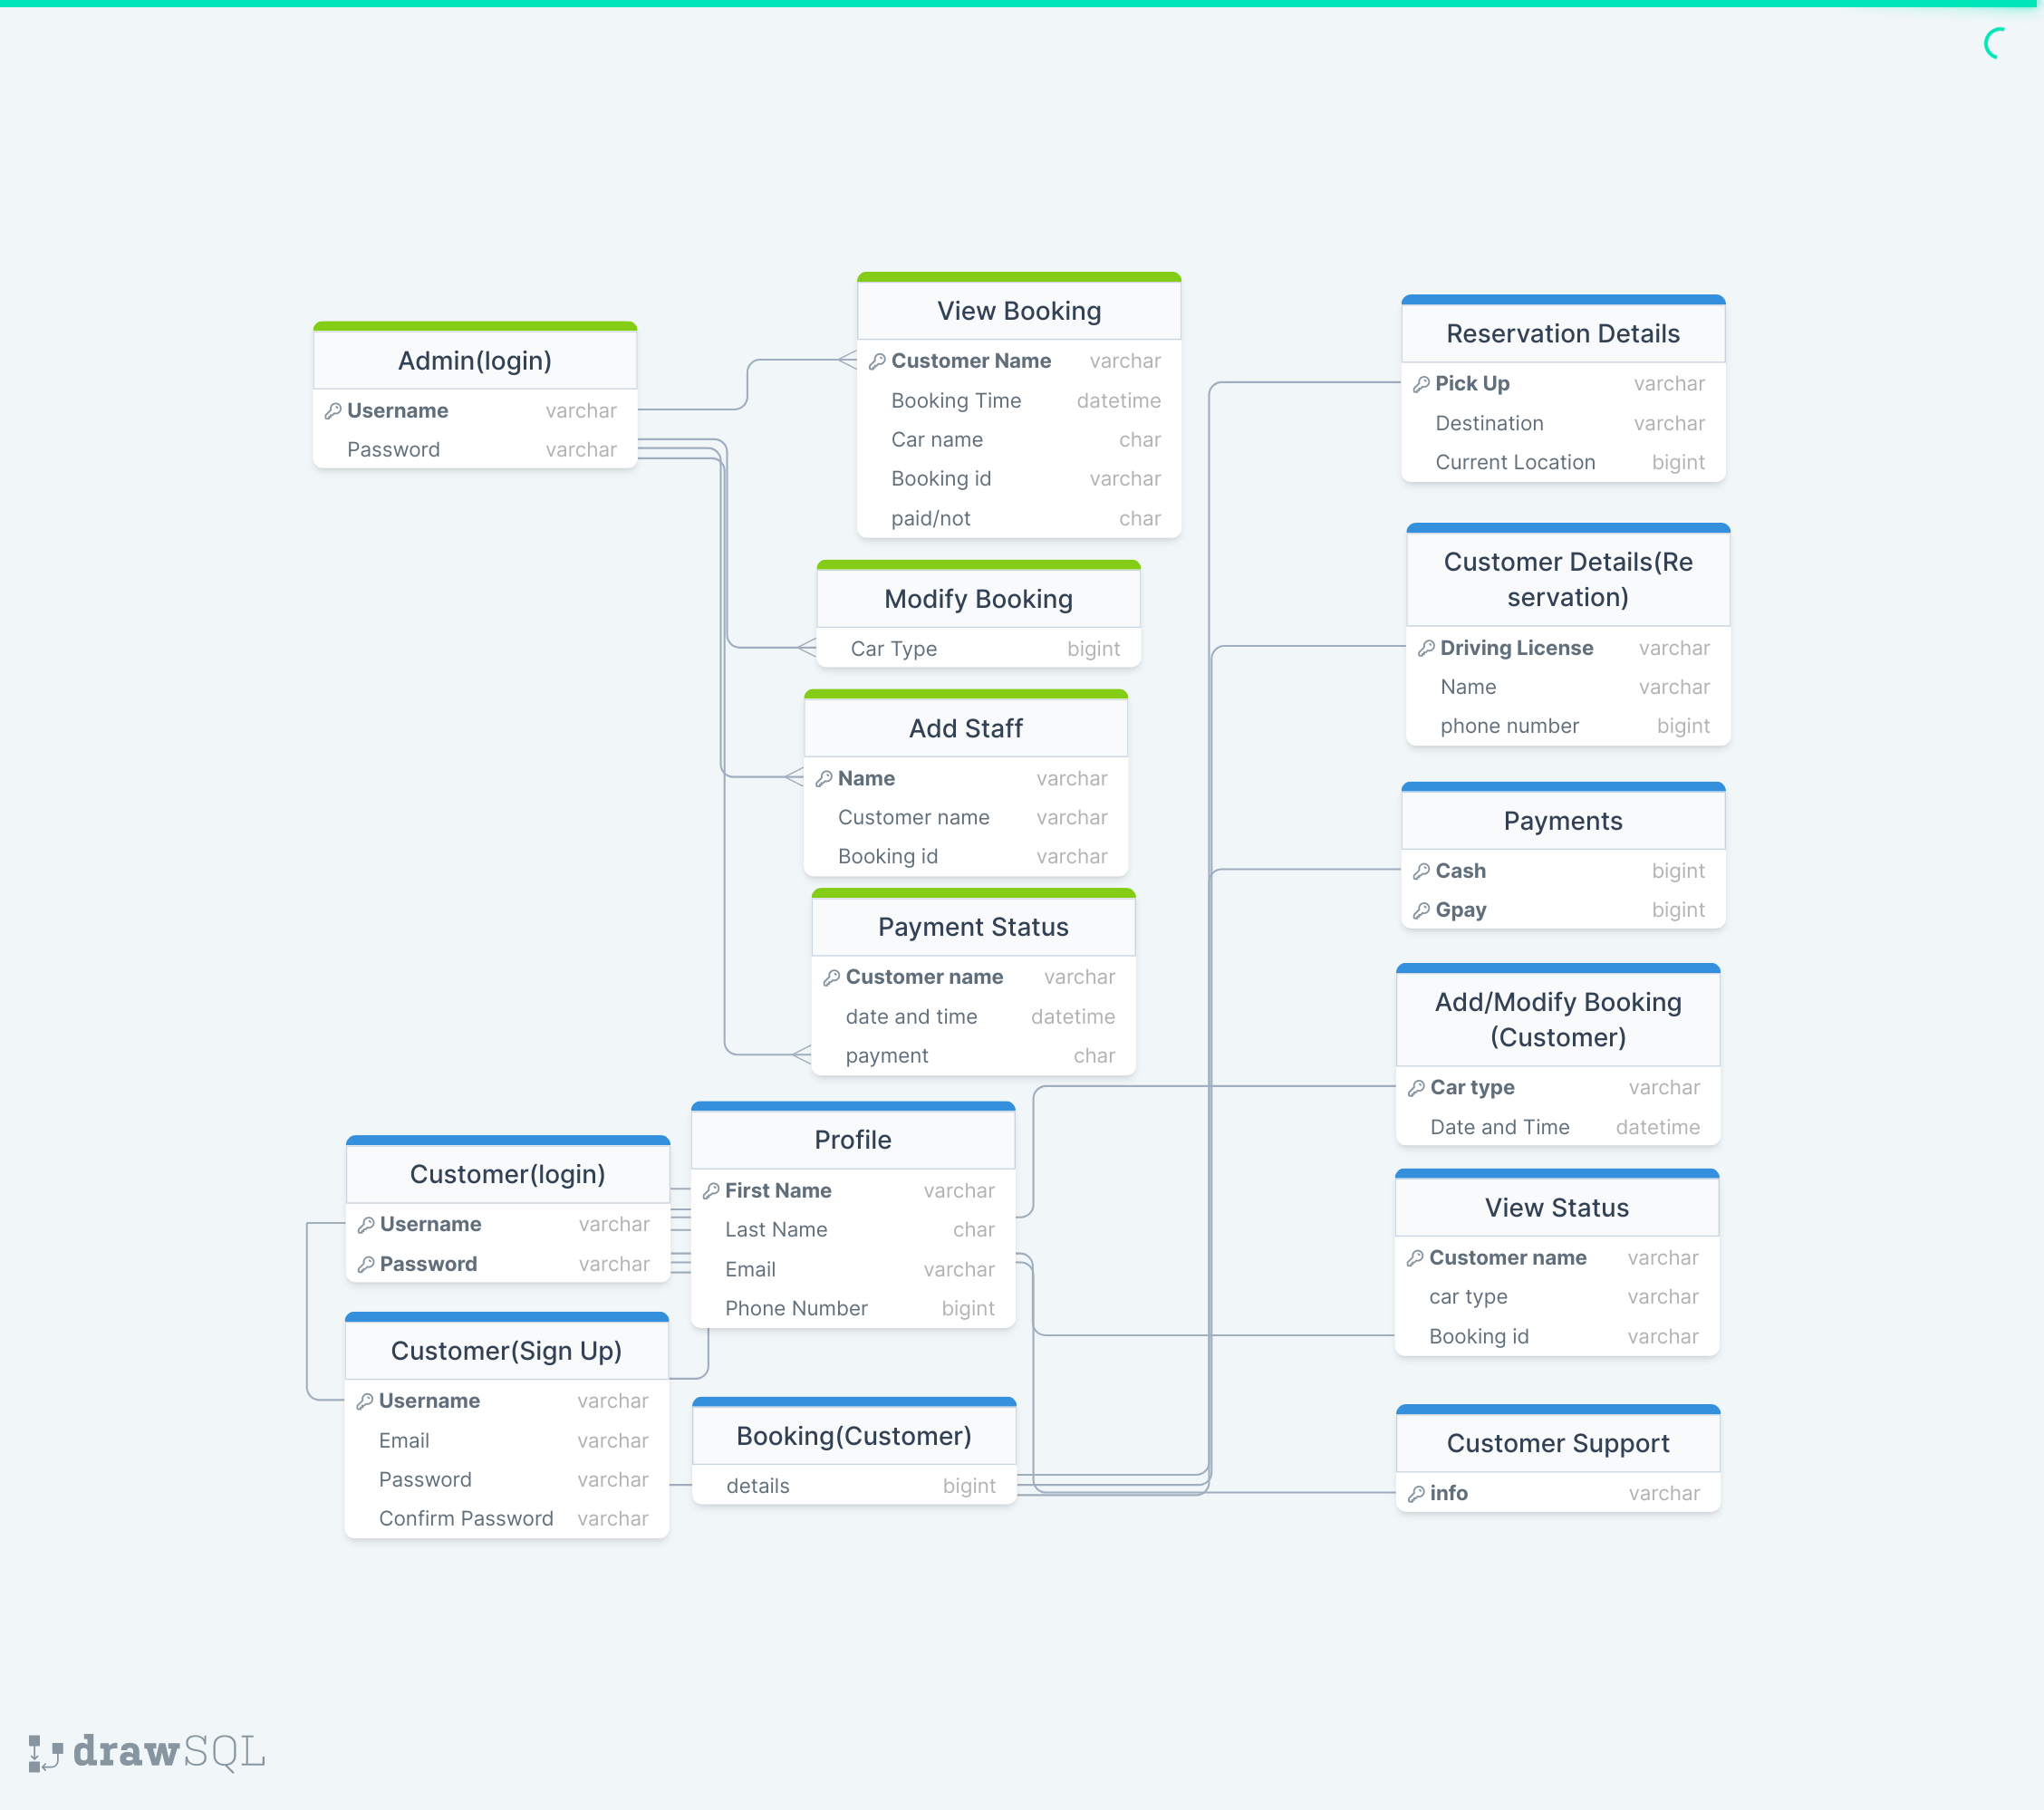 Admin(login)
Username varchar
Password varchar
View Booking
Customer Name varchar
Booking Time datetime
Car name char
Booking id varchar
paid/not char
Modify Booking
Car Type bigint
Add Staff
Name varchar
Customer name varchar
Booking id varchar
Payment Status
Customer name varchar
date and time datetime
payment char
Customer(login)
Username varchar
Password varchar
Customer(Sign Up)
Username varchar
Email varchar
Password varchar
Confirm Password varchar
Profile
First Name varchar
Last Name char
Email varchar
Phone Number bigint
Booking(Customer)
details bigint
Reservation Details
Pick Up varchar
Destination varchar
Current Location bigint
Customer Details(Re
servation)
Driving License varchar
Name varchar
phone number bigint
Payments
Cash bigint
Gpay bigint
Add/Modify Booking
(Customer)
Car type varchar
Date and Time datetime
View Status
Customer name varchar
car type varchar
Booking id varchar
Customer Support
info varchar
drawSQL